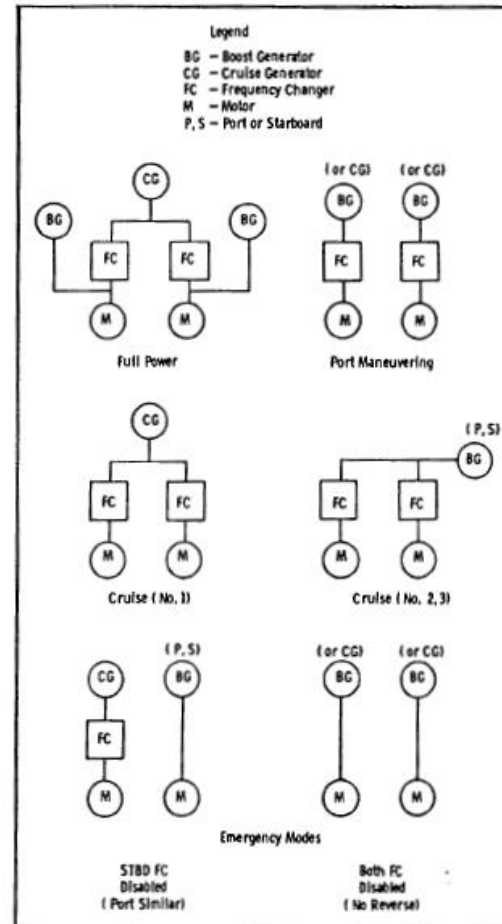 Legend
BG – Boost Generator
CG – Cruise Generator
FC – Frequency Changer
M – Motor
P, S – Port or Starboard
CG
BG
BG
FC
FC
M
M
Full Power
(or CG)
(or CG)
BG
BG
FC
FC
M
M
Port Maneuvering
CG
FC
FC
M
M
Cruise (No. 1)
(P, S)
BG
FC
FC
M
M
Cruise (No. 2, 3)
CG
FC
M
(P, S)
BG
M
(or CG)
(or CG)
BG
BG
M
M
Emergency Modes
STBD FC
Disabled
(Port Similar)
Both FC
Disabled
(No Reverse)